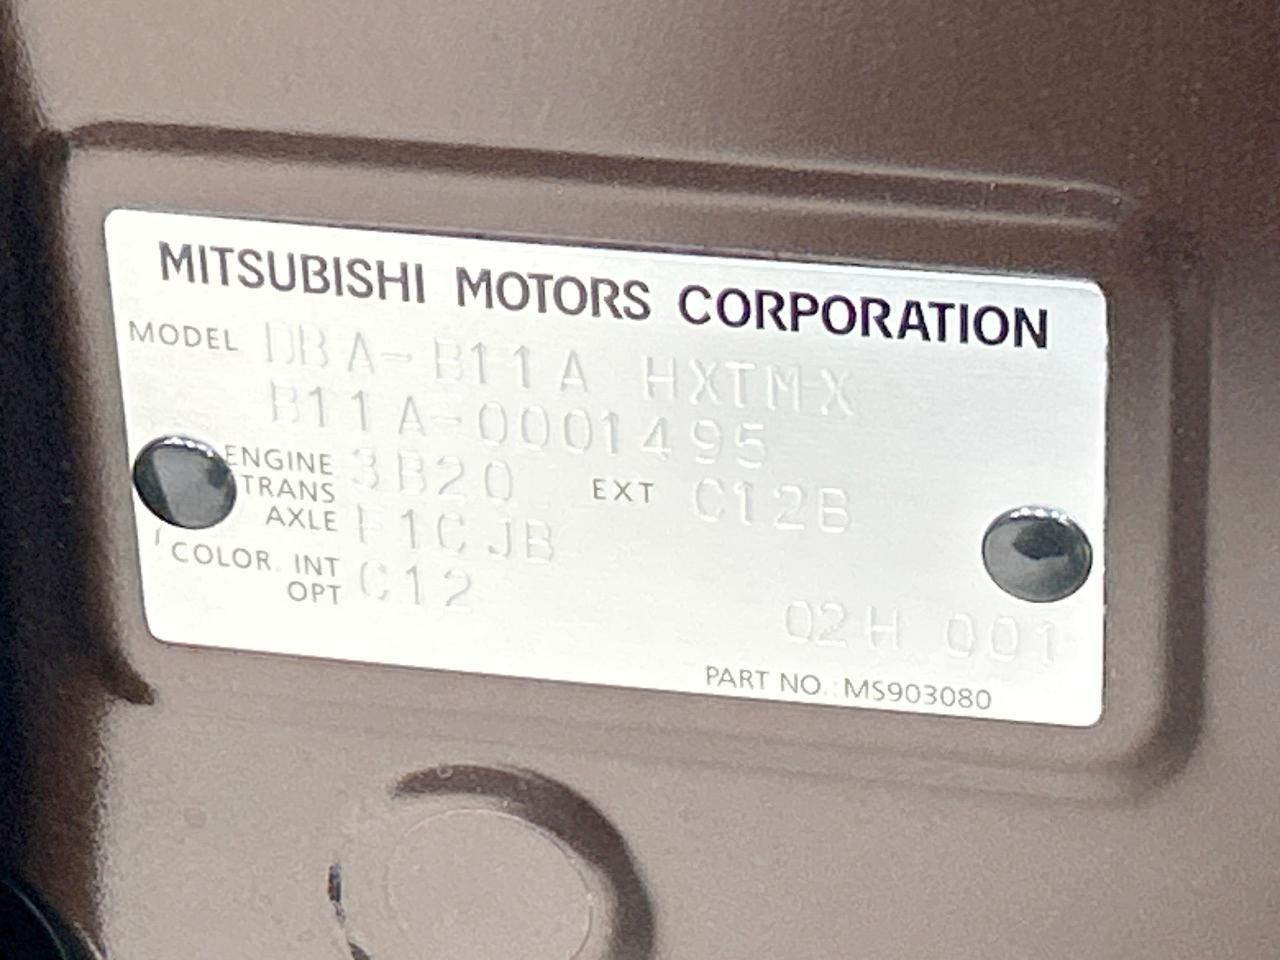 MITSUBISHI MOTORS CORPORATION
MODEL DBA-B11A HXTMX
B11A-0001495
ENGINE 3B20 EXT C12B
TRANS
AXLE F1CJB
COLOR. INT
OPT C12
02H 001
PART NO.:MS903080